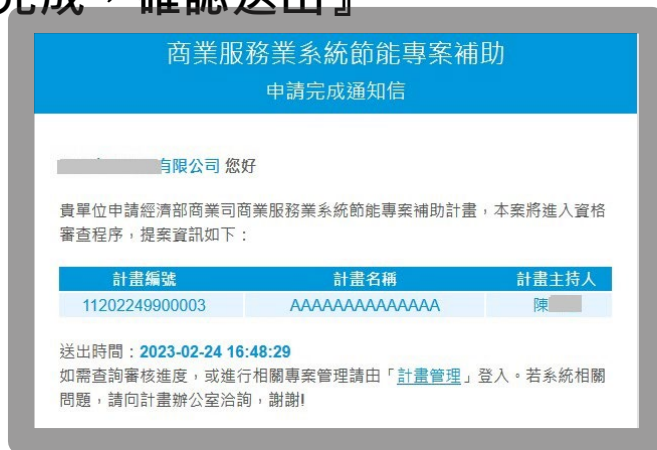 完成，確認送出』
商業服務業系統節能專案補助
申請完成通知信
有限公司 您好
貴單位申請經濟部商業司商業服務業系統節能專案補助計畫，本案將進入資格
審查程序，提案資訊如下：
計畫編號 計畫名稱 計畫主持人
11202249900003 AAAAAAAAAAAAAA 陳
送出時間：2023-02-24 16:48:29
如需查詢審核進度，或進行相關專案管理請由「計畫管理」登入。若系統相關
問題，請向計畫辦公室洽詢，謝謝!